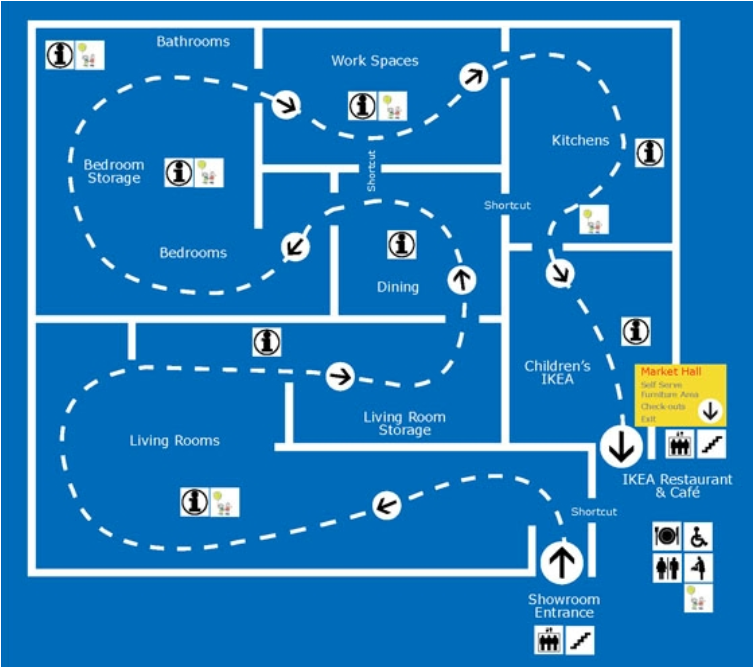 Bathrooms
Work Spaces
Kitchens
Bedroom
Storage
Shortcut
Shortcut
Bedrooms
Dining
Children's
IKEA
Market Hall
Self Serve
Furniture Area
Check-outs
Exit
Living Room
Storage
Living Rooms
IKEA Restaurant
& Café
Shortcut
Showroom
Entrance